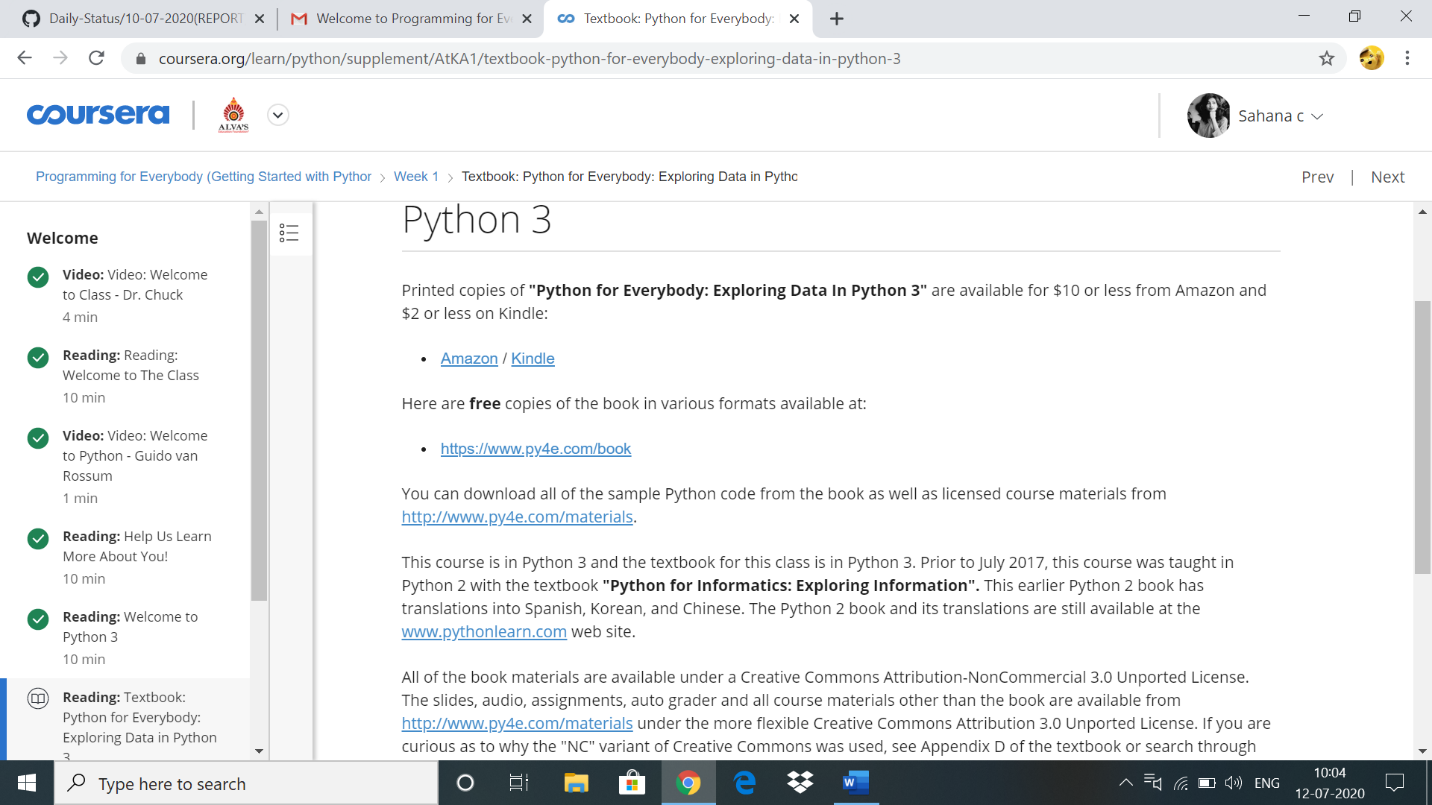 Daily-Status/10-07-2020(REPORT
Welcome to Programming for Ev
Textbook: Python for Everybody:
coursera.org/learn/python/supplement/AtKA1/textbook-python-for-everybody-exploring-data-in-python-3
coursera
ALVA'S
Sahana c
Programming for Everybody (Getting Started with Python
Week 1
Textbook: Python for Everybody: Exploring Data in Pythc
Prev | Next
Welcome
Video: Video: Welcome
to Class - Dr. Chuck
4 min
Reading: Reading:
Welcome to The Class
10 min
Video: Video: Welcome
to Python - Guido van
Rossum
1 min
Reading: Help Us Learn
More About You!
10 min
Reading: Welcome to
Python 3
10 min
Reading: Textbook:
Python for Everybody:
Exploring Data in Python
3
Python 3
Printed copies of "Python for Everybody: Exploring Data In Python 3" are available for $10 or less from Amazon and
$2 or less on Kindle:
• Amazon / Kindle
Here are free copies of the book in various formats available at:
• https://www.py4e.com/book
You can download all of the sample Python code from the book as well as licensed course materials from
http://www.py4e.com/materials.
This course is in Python 3 and the textbook for this class is in Python 3. Prior to July 2017, this course was taught in
Python 2 with the textbook "Python for Informatics: Exploring Information". This earlier Python 2 book has
translations into Spanish, Korean, and Chinese. The Python 2 book and its translations are still available at the
www.pythonlearn.com web site.
All of the book materials are available under a Creative Commons Attribution-NonCommercial 3.0 Unported License.
The slides, audio, assignments, auto grader and all course materials other than the book are available from
http://www.py4e.com/materials under the more flexible Creative Commons Attribution 3.0 Unported License. If you are
curious as to why the "NC" variant of Creative Commons was used, see Appendix D of the textbook or search through
Type here to search
ENG
10:04
12-07-2020